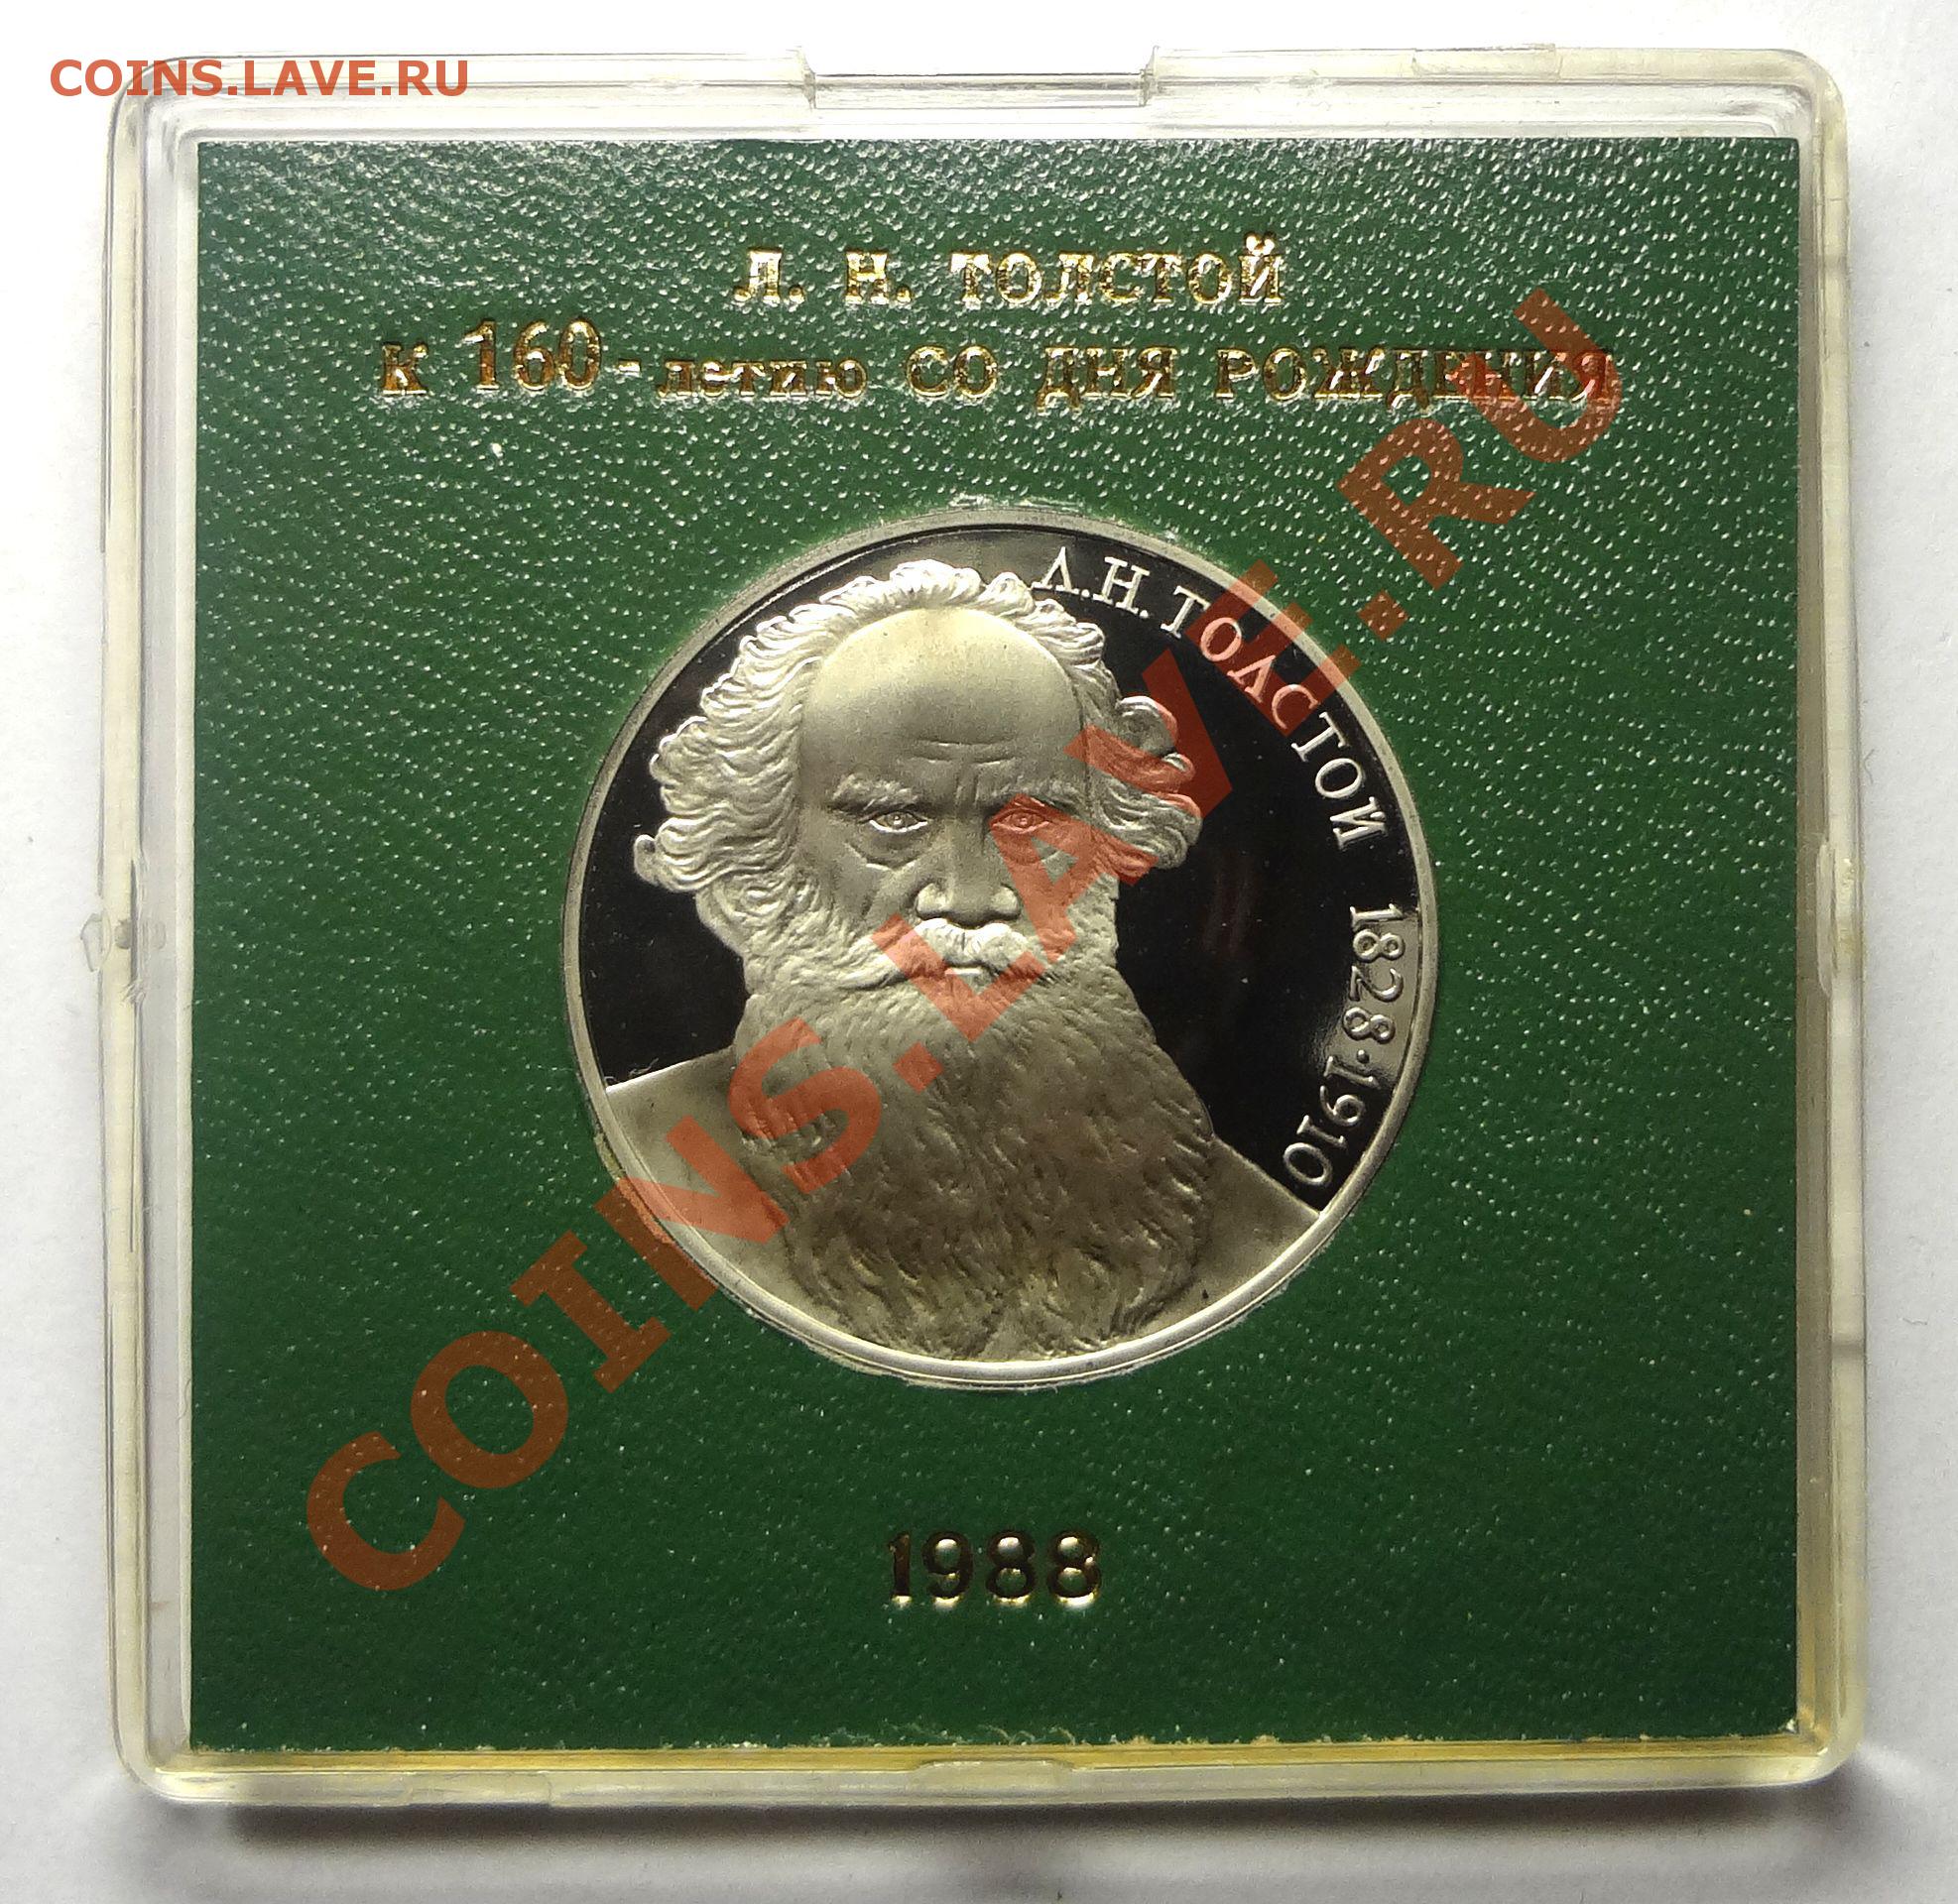 COINS.LAVE.RU
Л. Н. ТОЛСТОЙ
К 160-летию СО ДНЯ РОЖДЕНИЯ
Л.Н. ТОЛСТОЙ 1828·1910
COINS.LAVE.RU
1988